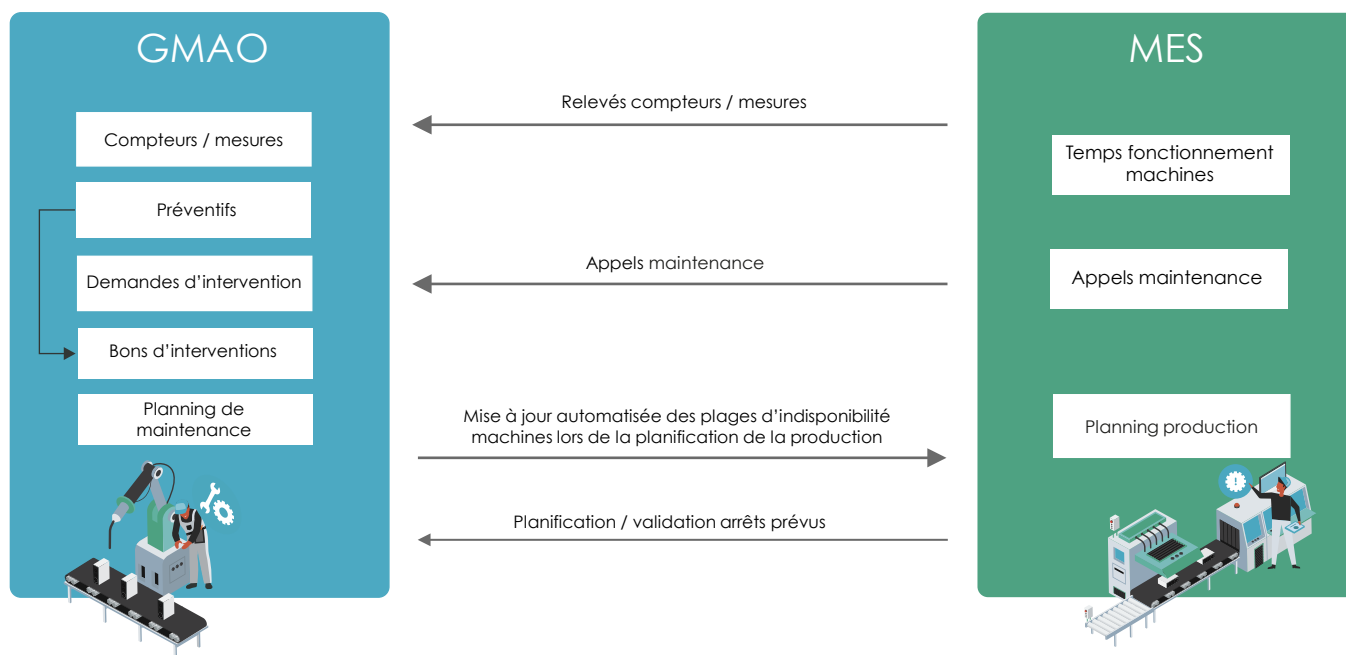 GMAO
Compteurs / mesures
Préventifs
Demandes d’intervention
Bons d’interventions
Planning de
maintenance
Relevés compteurs / mesures
Appels maintenance
Mise à jour automatisée des plages d’indisponibilité
machines lors de la planification de la production
Planification / validation arrêts prévus
MES
Temps fonctionnement
machines
Appels maintenance
Planning production